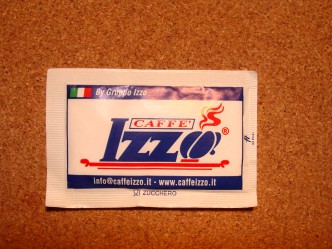 By Gruppo Izzo
CAFFE'
IZZO®
info@caffeizzo.it - www.caffeizzo.it
ZUCCHERO